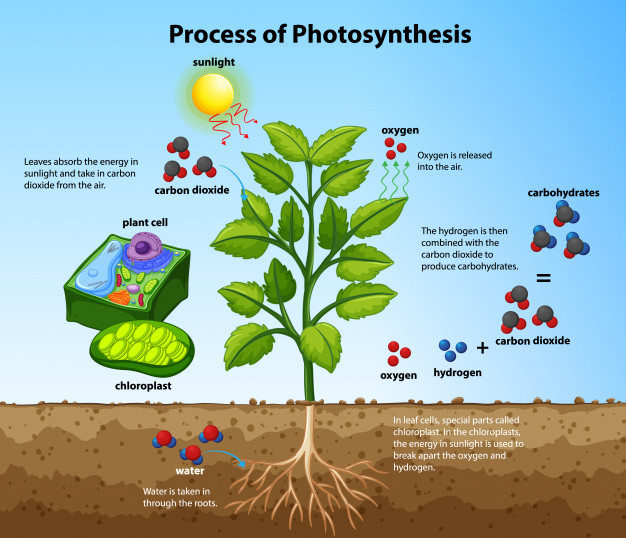 Process of Photosynthesis
sunlight
Leaves absorb the energy in
sunlight and take in carbon
dioxide from the air.
carbon dioxide
oxygen
Oxygen is released
into the air.
plant cell
chloroplast
carbohydrates
The hydrogen is then
combined with the
carbon dioxide to
produce carbohydrates.
=
carbon dioxide
+
oxygen
hydrogen
In leaf cells, special parts called
chloroplast. In the chloroplasts,
the energy in sunlight is used to
break apart the oxygen and
hydrogen.
water
Water is taken in
through the roots.